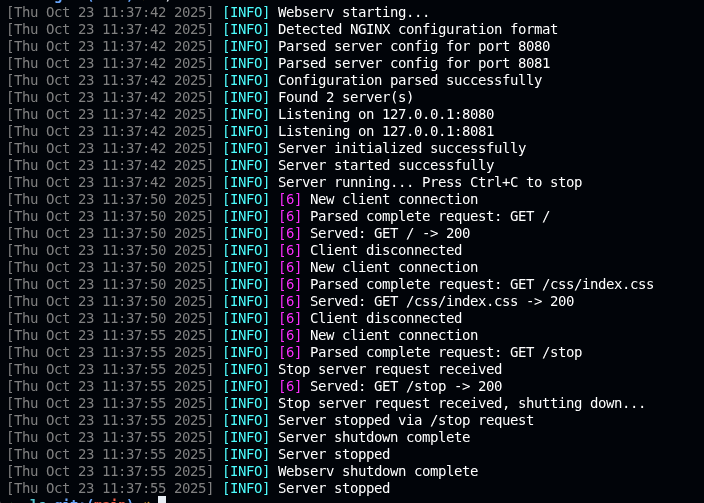 [Thu Oct 23 11:37:42 2025] [INFO] Webserv starting...
[Thu Oct 23 11:37:42 2025] [INFO] Detected NGINX configuration format
[Thu Oct 23 11:37:42 2025] [INFO] Parsed server config for port 8080
[Thu Oct 23 11:37:42 2025] [INFO] Parsed server config for port 8081
[Thu Oct 23 11:37:42 2025] [INFO] Configuration parsed successfully
[Thu Oct 23 11:37:42 2025] [INFO] Found 2 server(s)
[Thu Oct 23 11:37:42 2025] [INFO] Listening on 127.0.0.1:8080
[Thu Oct 23 11:37:42 2025] [INFO] Listening on 127.0.0.1:8081
[Thu Oct 23 11:37:42 2025] [INFO] Server initialized successfully
[Thu Oct 23 11:37:42 2025] [INFO] Server started successfully
[Thu Oct 23 11:37:42 2025] [INFO] Server running... Press Ctrl+C to stop
[Thu Oct 23 11:37:50 2025] [INFO] [6] New client connection
[Thu Oct 23 11:37:50 2025] [INFO] [6] Parsed complete request: GET /
[Thu Oct 23 11:37:50 2025] [INFO] [6] Served: GET / -> 200
[Thu Oct 23 11:37:50 2025] [INFO] [6] Client disconnected
[Thu Oct 23 11:37:50 2025] [INFO] [6] New client connection
[Thu Oct 23 11:37:50 2025] [INFO] [6] Parsed complete request: GET /css/index.css
[Thu Oct 23 11:37:50 2025] [INFO] [6] Served: GET /css/index.css -> 200
[Thu Oct 23 11:37:50 2025] [INFO] [6] Client disconnected
[Thu Oct 23 11:37:55 2025] [INFO] [6] New client connection
[Thu Oct 23 11:37:55 2025] [INFO] [6] Parsed complete request: GET /stop
[Thu Oct 23 11:37:55 2025] [INFO] Stop server request received
[Thu Oct 23 11:37:55 2025] [INFO] [6] Served: GET /stop -> 200
[Thu Oct 23 11:37:55 2025] [INFO] Stop server request received, shutting down...
[Thu Oct 23 11:37:55 2025] [INFO] Server stopped via /stop request
[Thu Oct 23 11:37:55 2025] [INFO] Server shutdown complete
[Thu Oct 23 11:37:55 2025] [INFO] Server stopped
[Thu Oct 23 11:37:55 2025] [INFO] Webserv shutdown complete
[Thu Oct 23 11:37:55 2025] [INFO] Server stopped